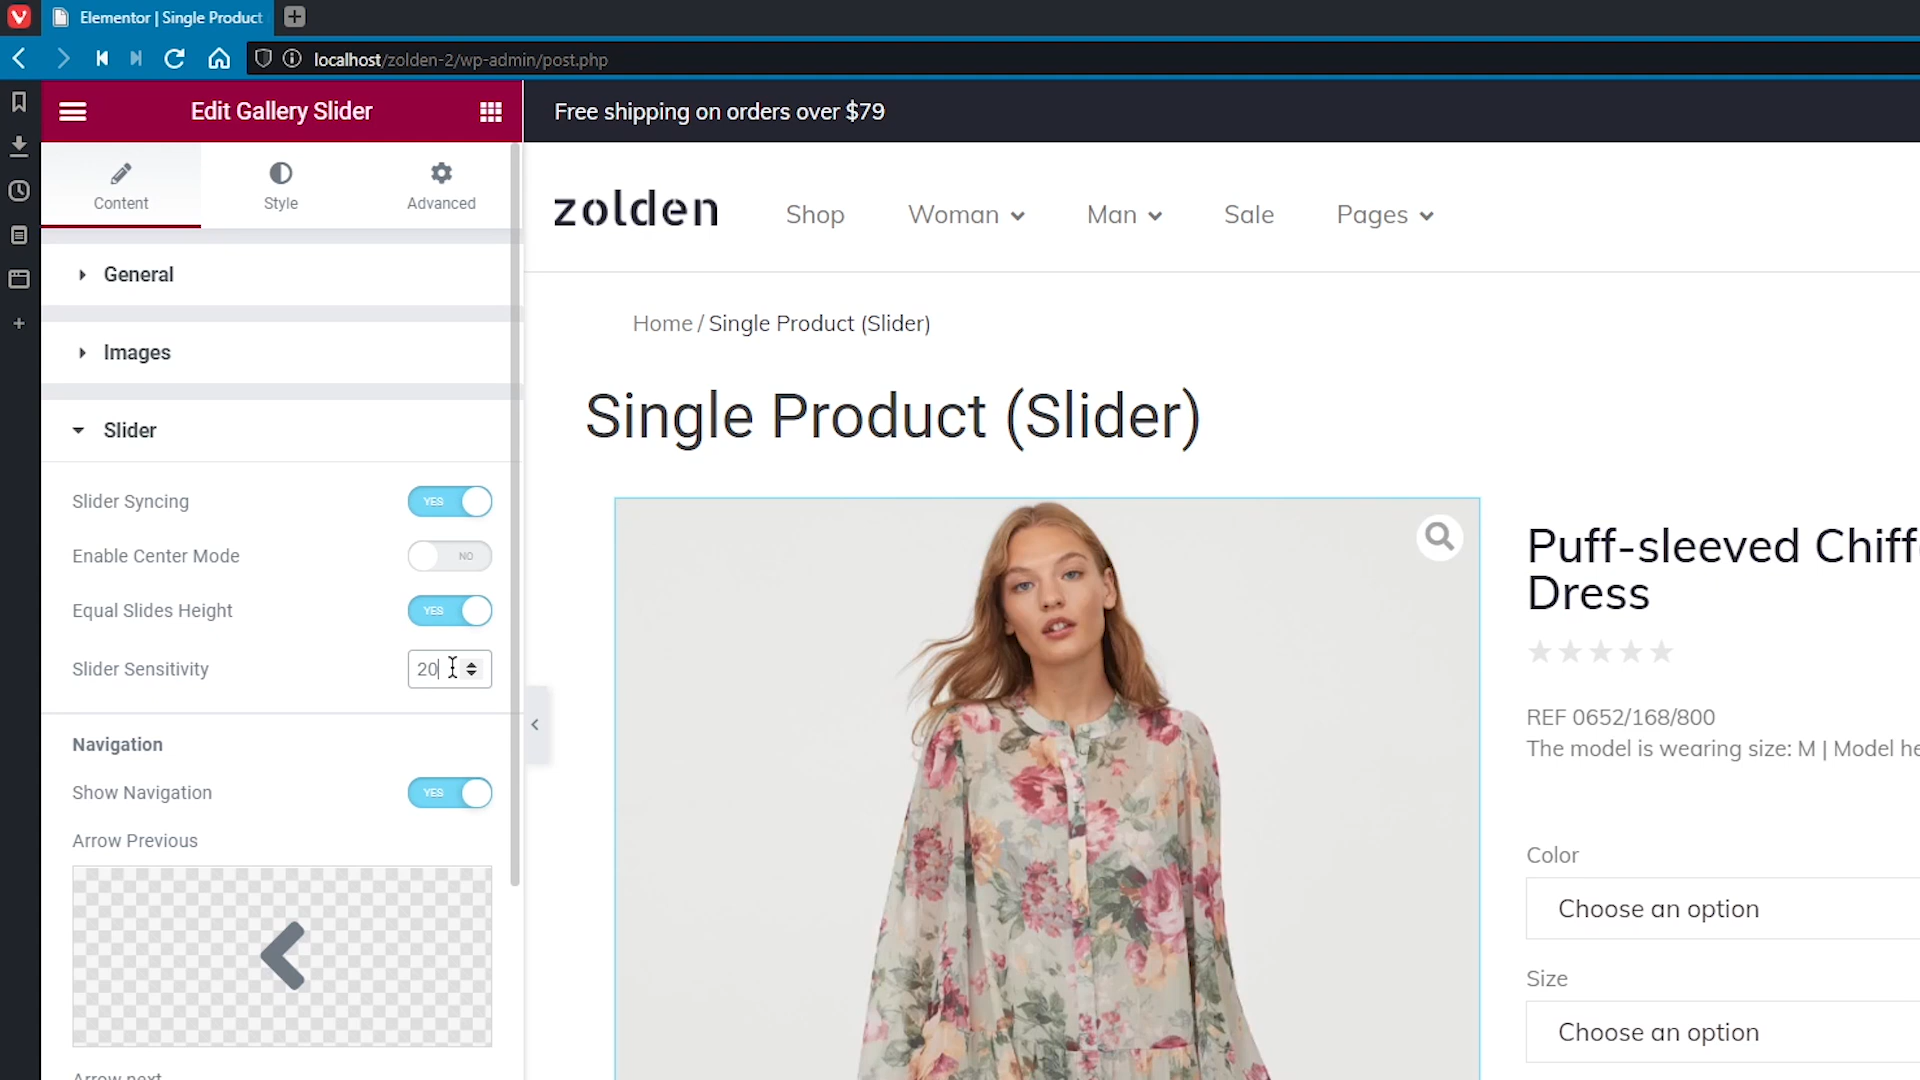 Elementor | Single Product
localhost/zolden-2/wp-admin/post.php
Edit Gallery Slider
Content
Style
Advanced
General
Images
Slider
Slider Syncing
YES
Enable Center Mode
NO
Equal Slides Height
YES
Slider Sensitivity
20
Navigation
Show Navigation
YES
Arrow Previous
Free shipping on orders over $79
zolden
Shop
Woman
Man
Sale
Pages
Home / Single Product (Slider)
Single Product (Slider)
Puff-sleeved Chiff
Dress
REF 0652/168/800
The model is wearing size: M | Model he
Color
Choose an option
Size
Choose an option